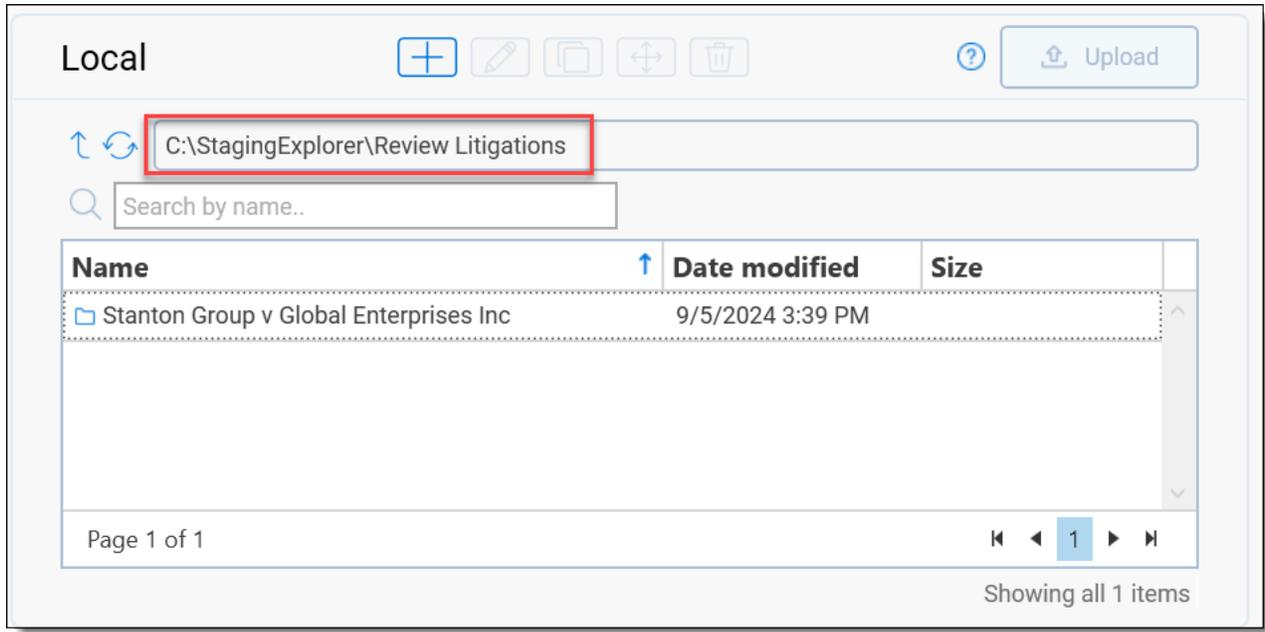 Local
? Upload
C:\StagingExplorer\Review Litigations
Search by name..
Name Date modified Size
Stanton Group v Global Enterprises Inc 9/5/2024 3:39 PM
Page 1 of 1 1
Showing all 1 items